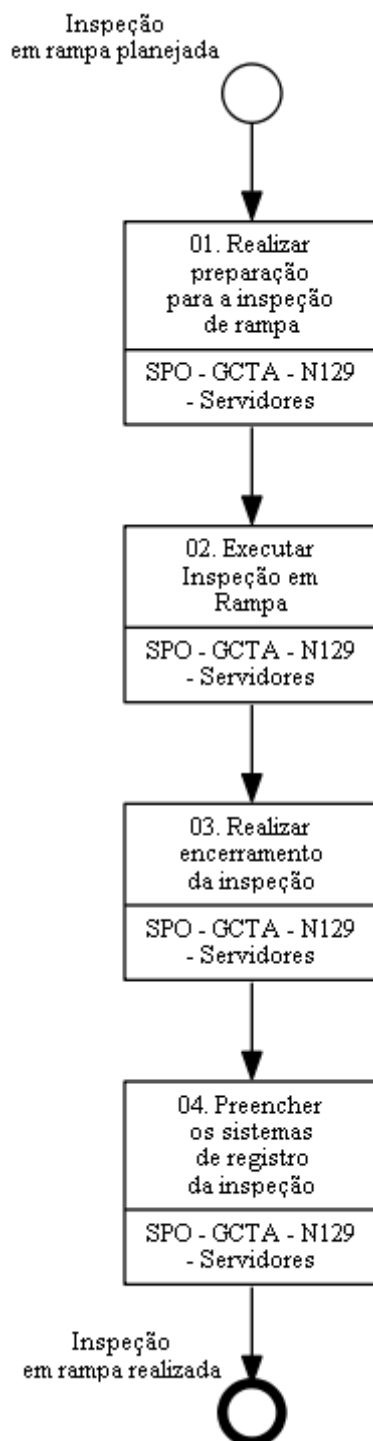 Inspeção
em rampa planejada
01. Realizar
preparação
para a inspeção
de rampa
SPO - GCTA - N129
- Servidores
02. Executar
Inspeção em
Rampa
SPO - GCTA - N129
- Servidores
03. Realizar
encerramento
da inspeção
SPO - GCTA - N129
- Servidores
04. Preencher
os sistemas
de registro
da inspeção
SPO - GCTA - N129
- Servidores
Inspeção
em rampa realizada